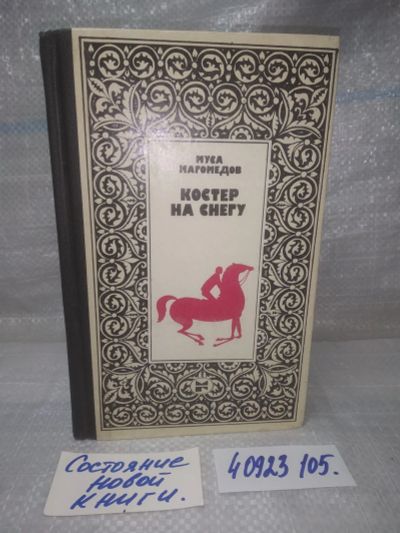 МУСА
МАГОМЕДОВ
КОСТЕР
НА СНЕГУ
Состояние
новой
книги.
40923 105.